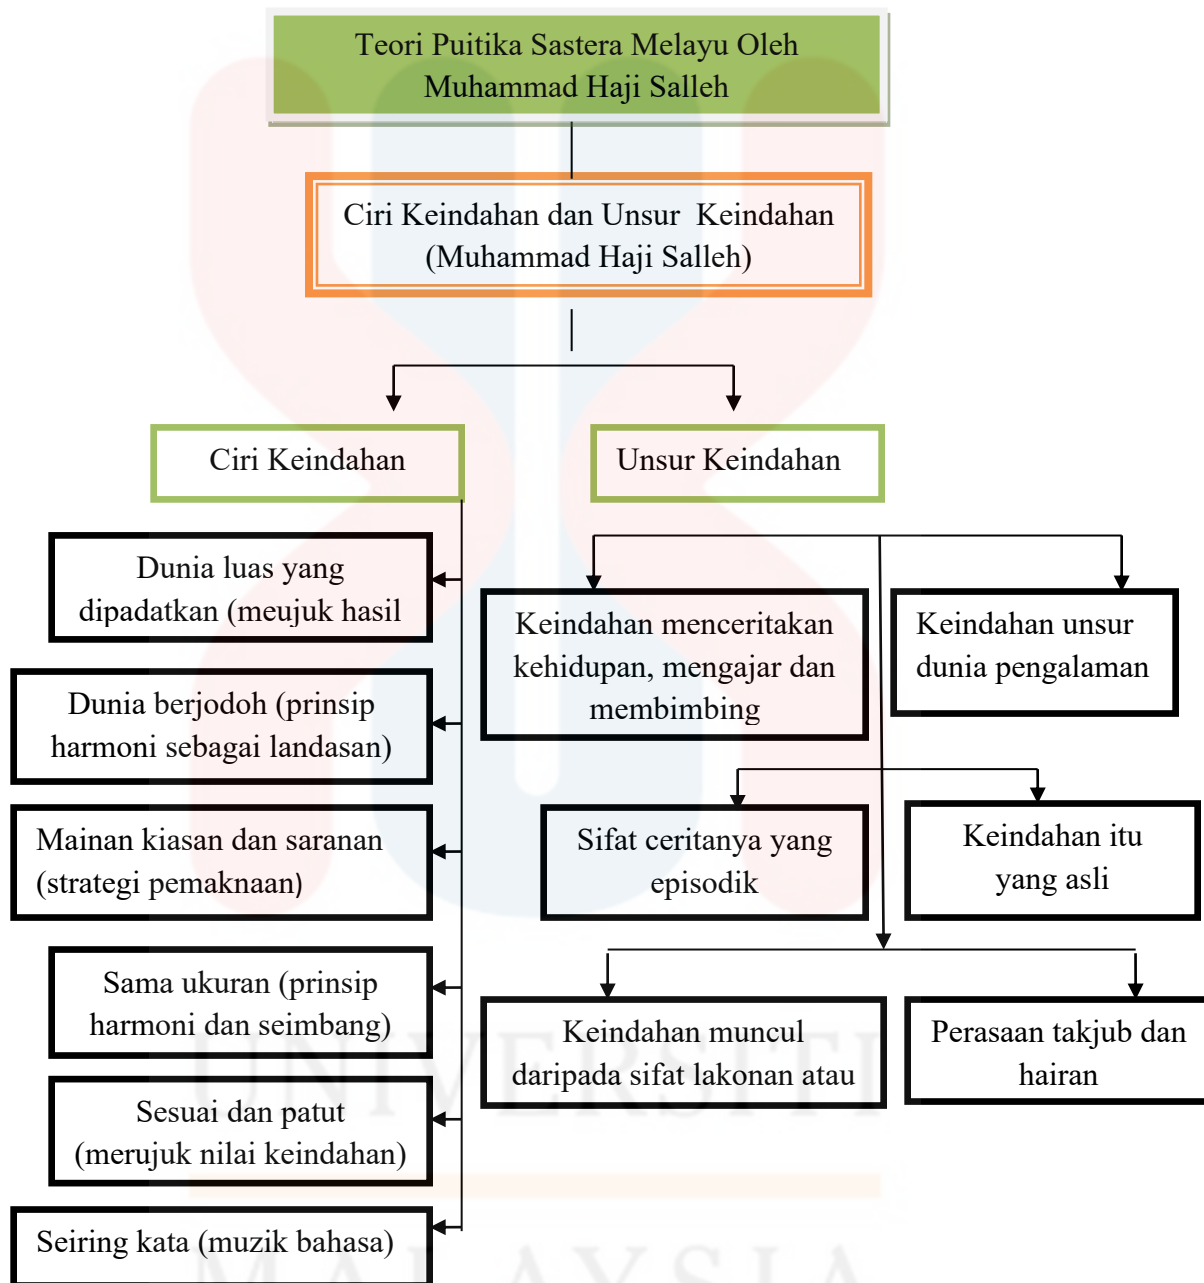 Teori Puitika Sastera Melayu Oleh
Muhammad Haji Salleh
Ciri Keindahan dan Unsur Keindahan
(Muhammad Haji Salleh)
Ciri Keindahan
Unsur Keindahan
Dunia luas yang
dipadatkan (meujuk hasil
Dunia berjodoh (prinsip
harmoni sebagai landasan)
Mainan kiasan dan saranan
(strategi pemaknaan)
Sama ukuran (prinsip
harmoni dan seimbang)
Sesuai dan patut
(merujuk nilai keindahan)
Seiring kata (muzik bahasa)
Keindahan menceritakan
kehidupan, mengajar dan
membimbing
Keindahan unsur
dunia pengalaman
Sifat ceritanya yang
episodik
Keindahan itu
yang asli
Keindahan muncul
daripada sifat lakonan atau
Perasaan takjub dan
hairan
UNIVERSITI
MALAYSIA